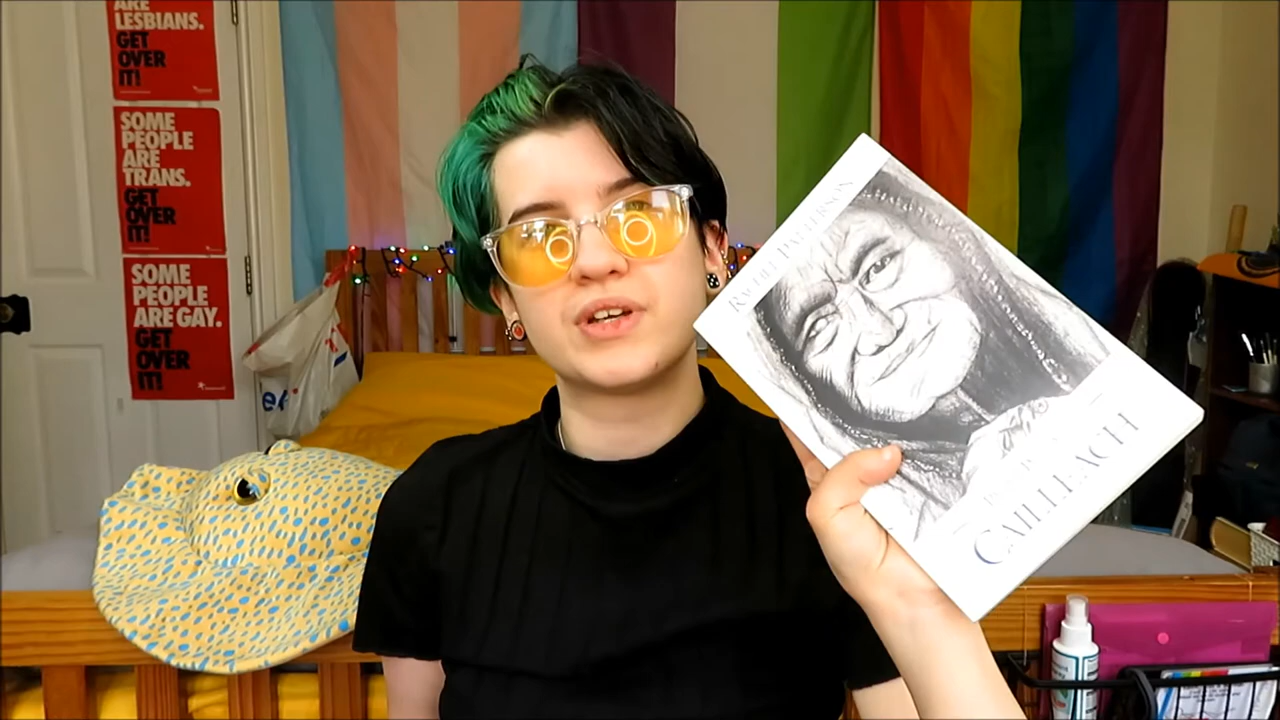 ARE
LESBIANS.
GET
OVER
IT!
SOME
PEOPLE
ARE
TRANS.
GET
OVER
IT!
SOME
PEOPLE
ARE GAY.
GET
OVER
IT!
RACHEL PATTERSON
CAILLEACH